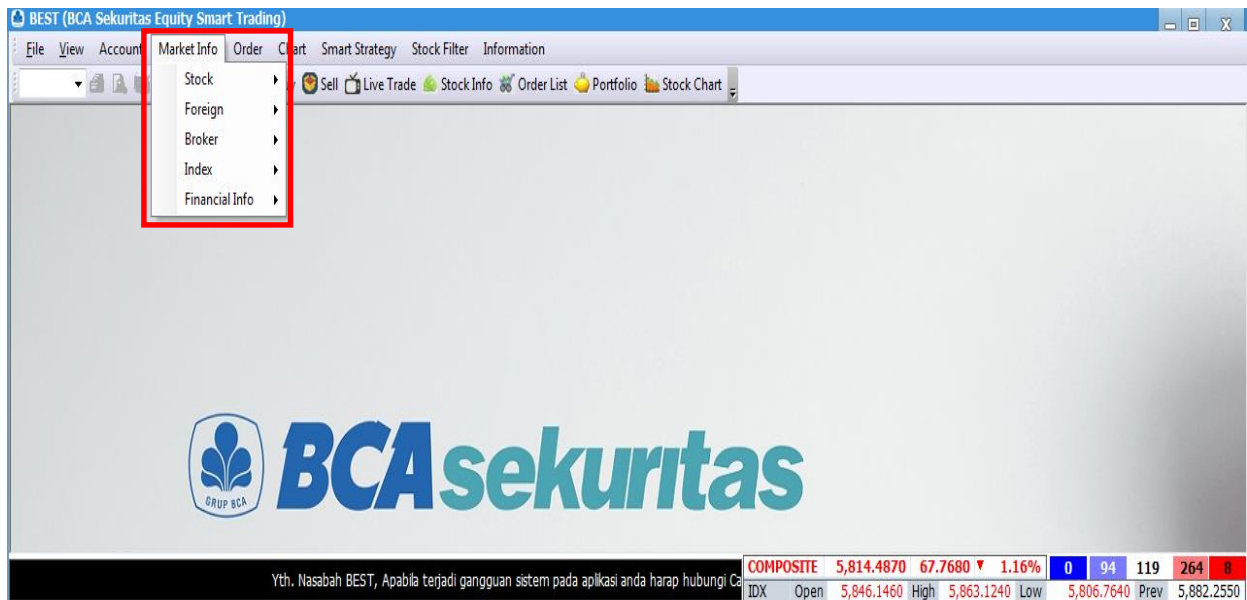 BEST (BCA Sekuritas Equity Smart Trading)
File View Account Market Info Order Chart Smart Strategy Stock Filter Information
Sell Live Trade Stock Info Order List Portfolio Stock Chart
Stock
Foreign
Broker
Index
Financial Info
GRUP BCA
BCA sekuritas
Yth. Nasabah BEST, Apabila terjadi gangguan sistem pada aplikasi anda harap hubungi Ca
COMPOSITE 5,814.4870 67.7680 ▼ 1.16% 0 94 119 264 8
IDX Open 5,846.1460 High 5,863.1240 Low 5,806.7640 Prev 5,882.2550